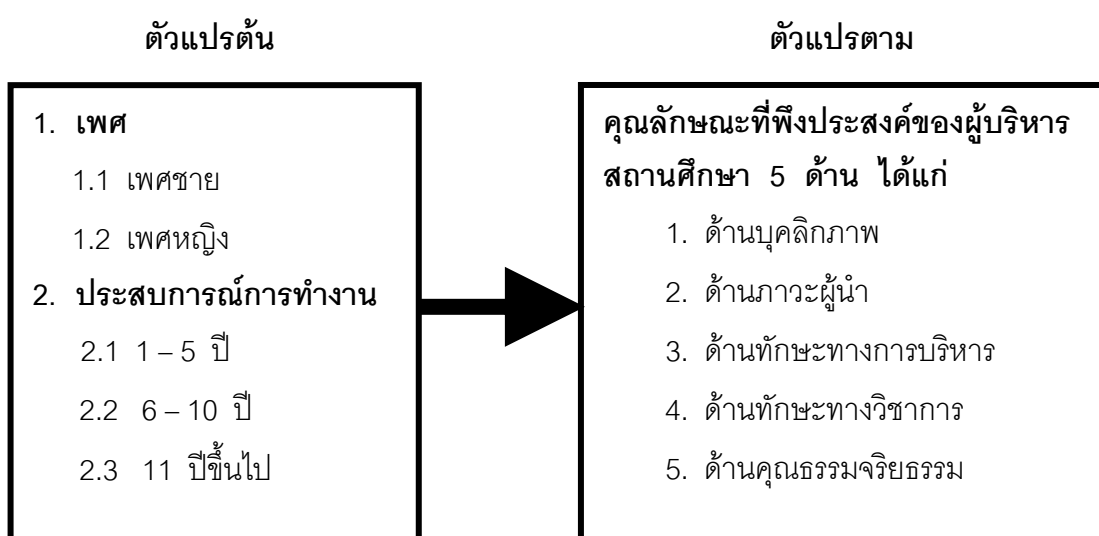 ตัวแปรต้น
ตัวแปรตาม
1. เพศ
1.1 เพศชาย
1.2 เพศหญิง
2. ประสบการณ์การทำงาน
2.1 1 – 5 ปี
2.2 6 – 10 ปี
2.3 11 ปีขึ้นไป
คุณลักษณะที่พึงประสงค์ของผู้บริหาร
สถานศึกษา 5 ด้าน ได้แก่
1. ด้านบุคลิกภาพ
2. ด้านภาวะผู้นำ
3. ด้านทักษะทางการบริหาร
4. ด้านทักษะทางวิชาการ
5. ด้านคุณธรรมจริยธรรม